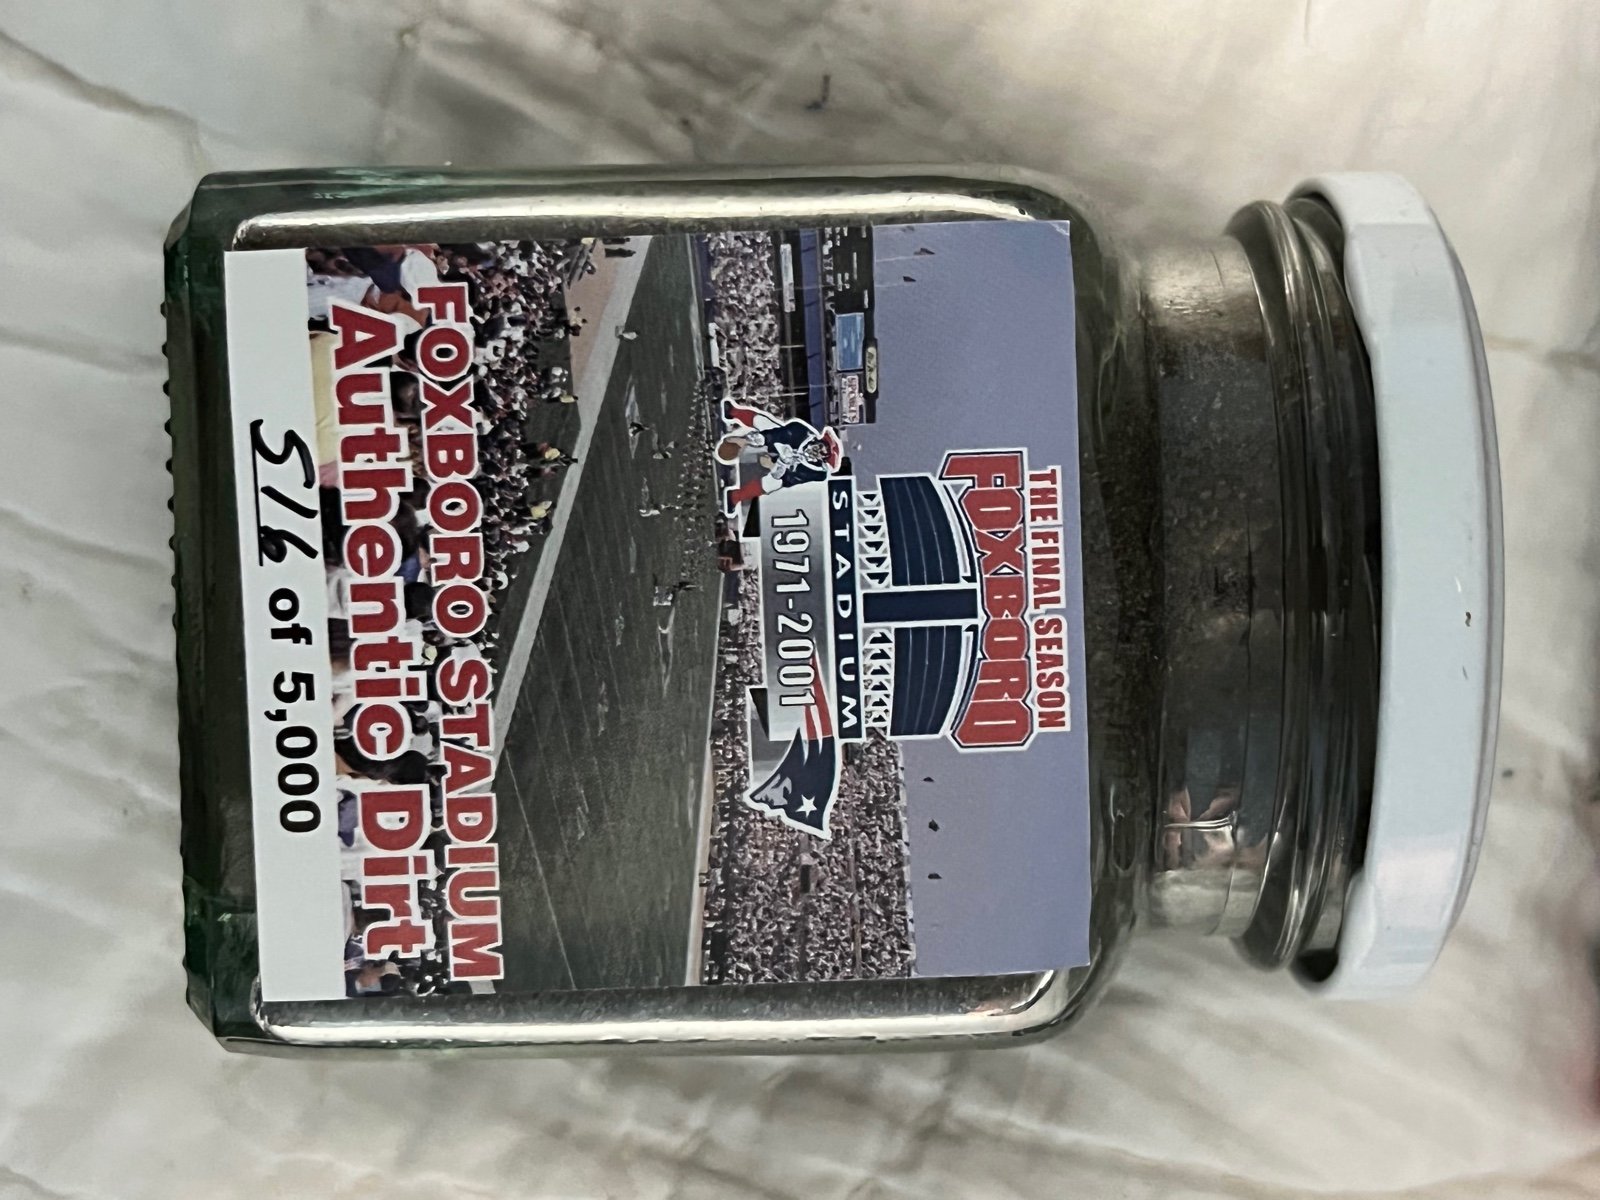 THE FINAL SEASON
FOXBORO
STADIUM
1971-2001
FOXBORO STADIUM
Authentic Dirt
516 of 5,000